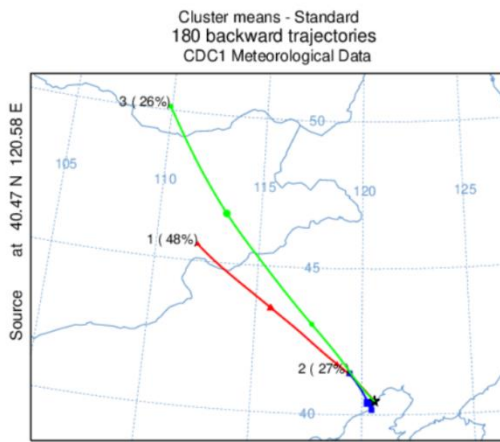 Cluster means - Standard
180 backward trajectories
CDC1 Meteorological Data
Source at 40.47 N 120.58 E
3 ( 26%)
50
105
110
115
120
125
1 ( 48%)
45
2 ( 27%)
40